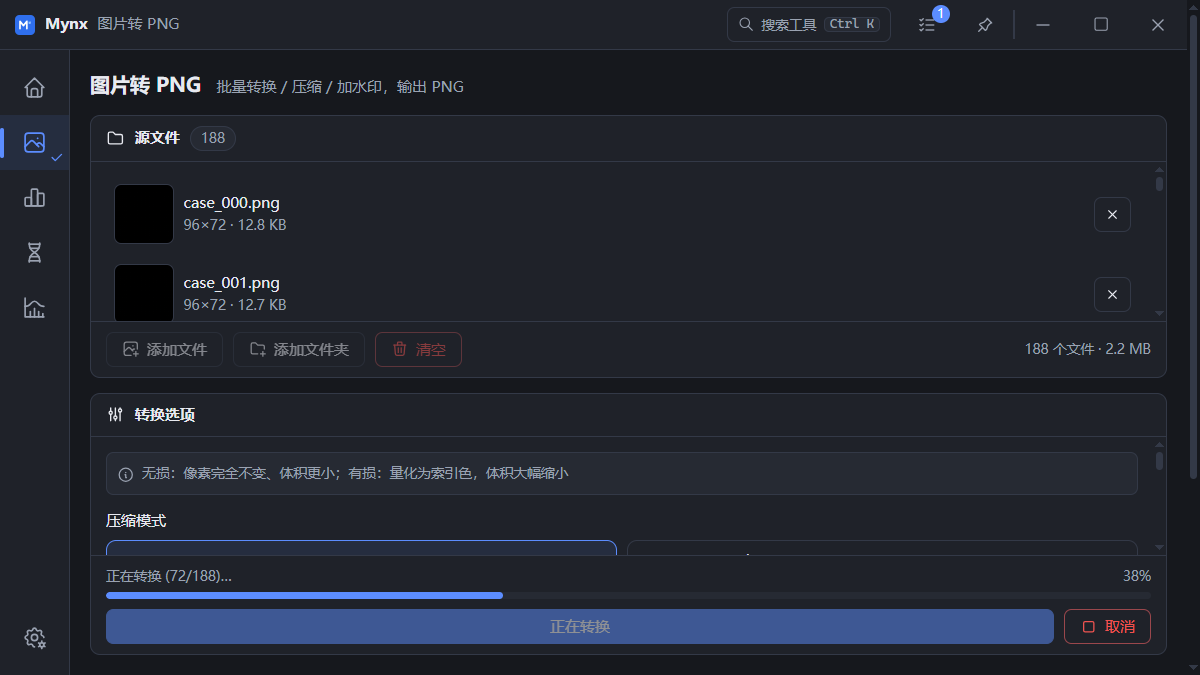 Mynx 图片转 PNG
搜索工具 Ctrl K
1
图片转 PNG 批量转换 / 压缩 / 加水印，输出 PNG
源文件 188
case_000.png
96×72 · 12.8 KB
case_001.png
96×72 · 12.7 KB
添加文件 添加文件夹 清空 188 个文件 · 2.2 MB
转换选项
无损：像素完全不变、体积更小；有损：量化为索引色，体积大幅缩小
压缩模式
正在转换 (72/188)... 38%
正在转换 取消